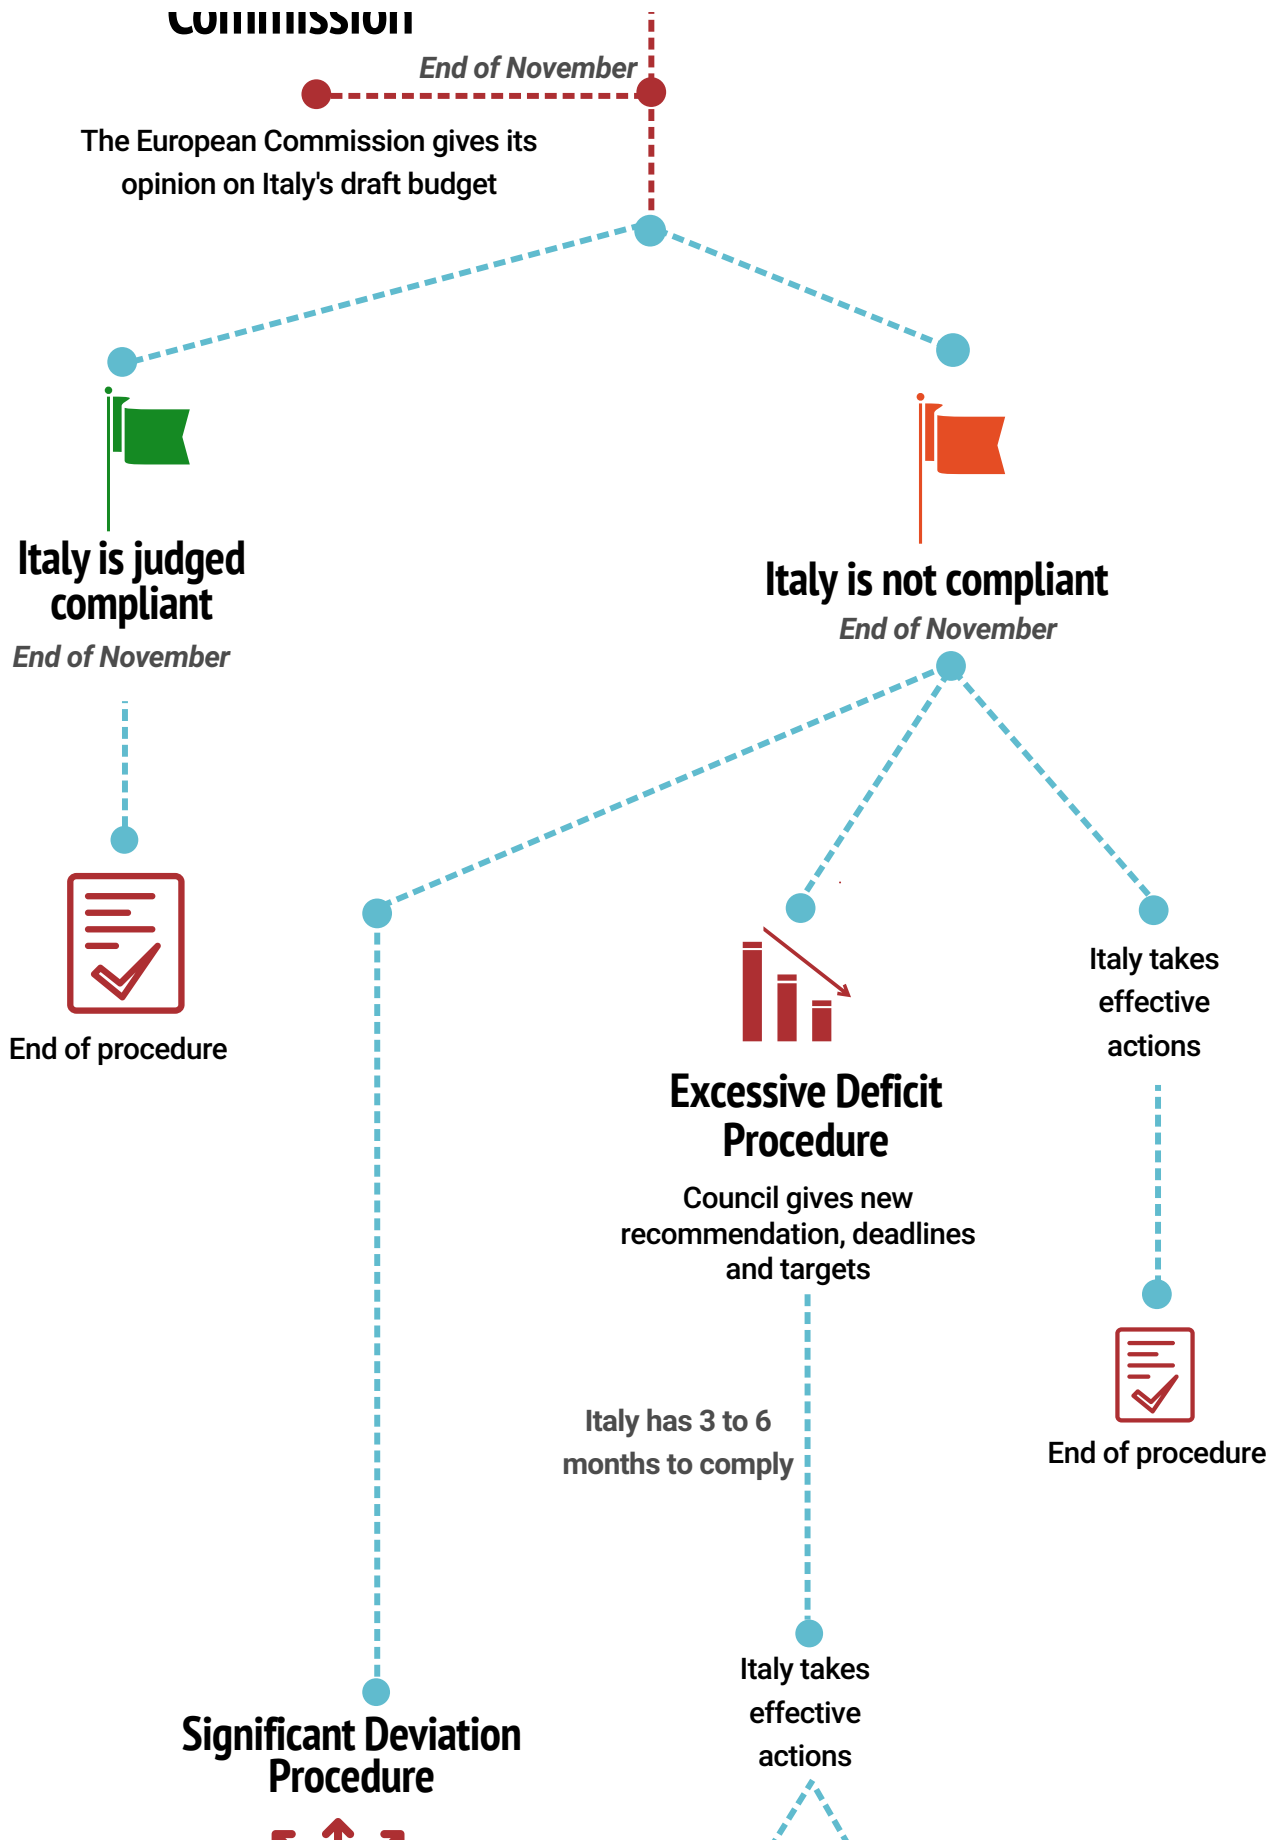 Commission
End of November
The European Commission gives its
opinion on Italy's draft budget
Italy is judged
compliant
End of November
Italy is not compliant
End of November
End of procedure
Italy takes
effective
actions
Excessive Deficit
Procedure
Council gives new
recommendation, deadlines
and targets
Italy has 3 to 6
months to comply
End of procedure
Italy takes
effective
actions
Significant Deviation
Procedure